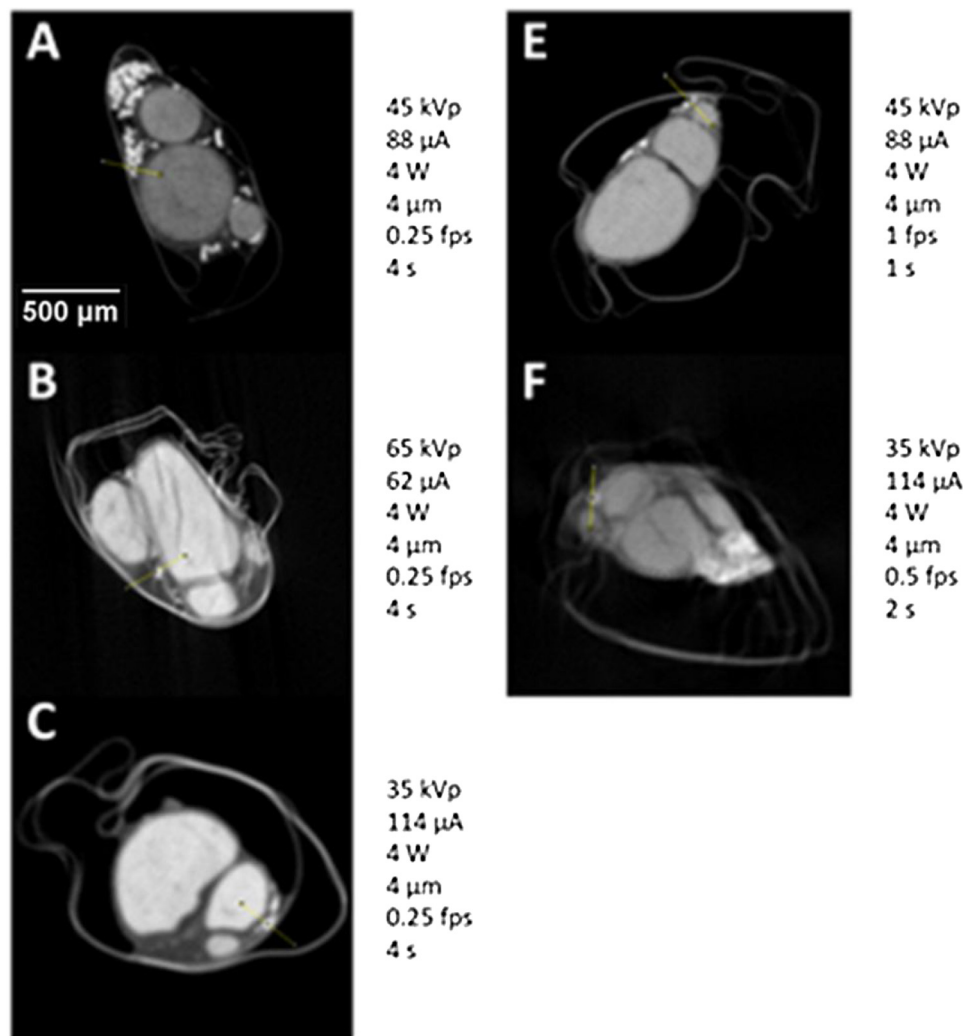 A
45 kVp
88 µA
4 W
4 µm
0.25 fps
4 s
500 µm
B
65 kVp
62 µA
4 W
4 µm
0.25 fps
4 s
C
35 kVp
114 µA
4 W
4 µm
0.25 fps
4 s
E
45 kVp
88 µA
4 W
4 µm
1 fps
1 s
F
35 kVp
114 µA
4 W
4 µm
0.5 fps
2 s